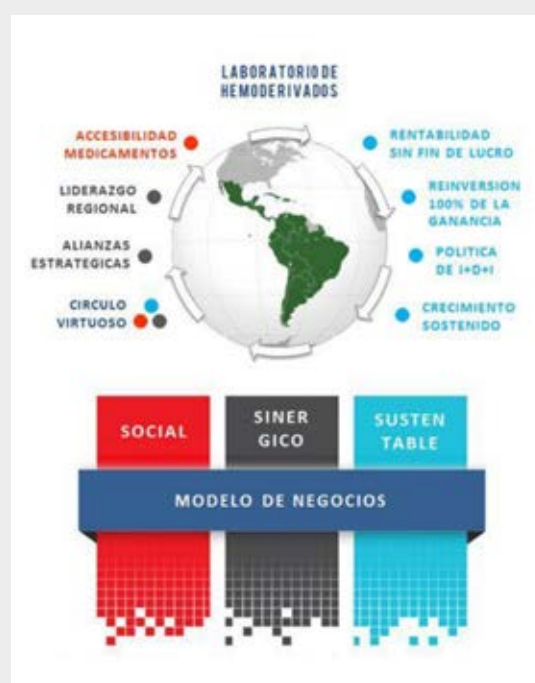 LABORATORIO DE
HEMODERIVADOS
ACCESIBILIDAD
MEDICAMENTOS
LIDERAZGO
REGIONAL
ALIANZAS
ESTRATEGICAS
CIRCULO
VIRTUOSO
RENTABILIDAD
SIN FIN DE LUCRO
REINVERSION
100% DE LA
GANANCIA
POLITICA
DE I+D+I
CRECIMIENTO
SOSTENIDO
SOCIAL
SINER
GICO
SUSTEN
TABLE
MODELO DE NEGOCIOS